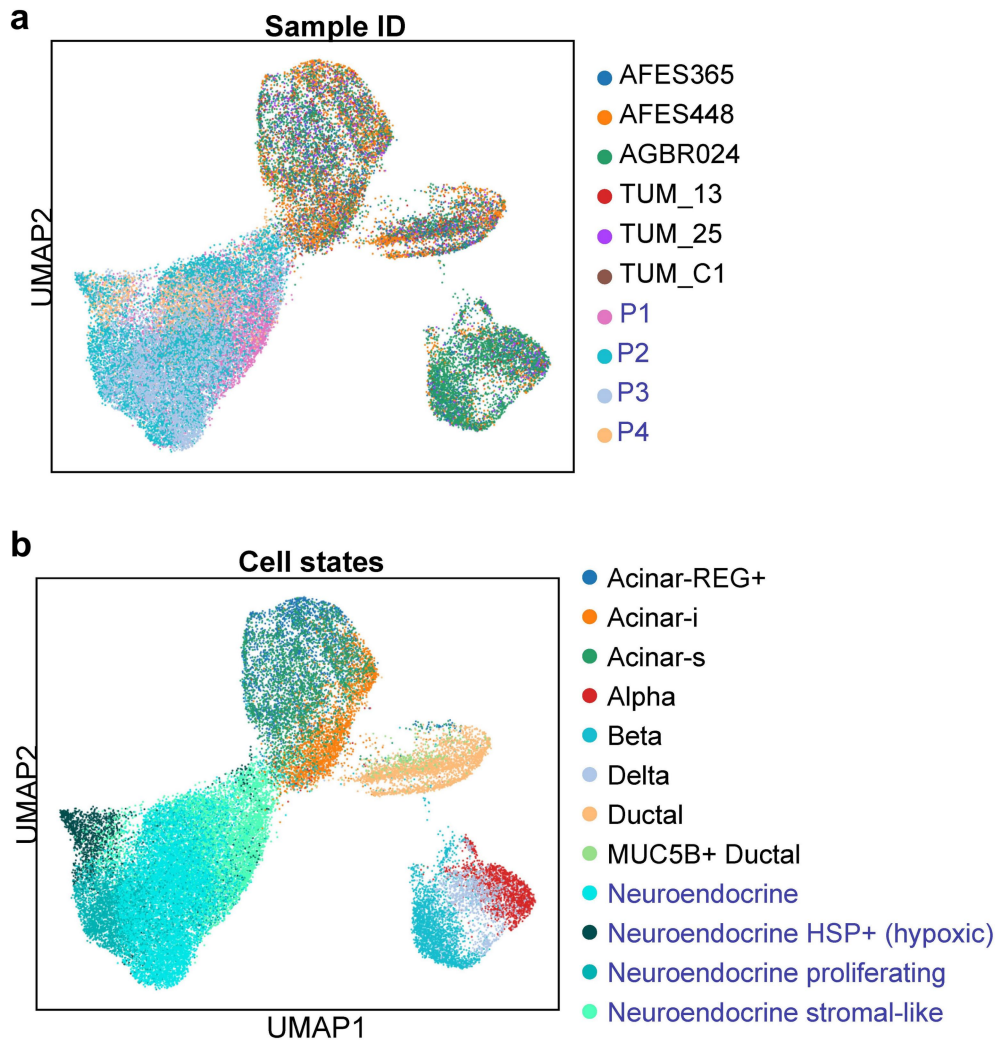 a
Sample ID
UMAP2
AFES365
AFES448
AGBR024
TUM_13
TUM_25
TUM_C1
P1
P2
P3
P4
b
Cell states
UMAP2
UMAP1
Acinar-REG+
Acinar-i
Acinar-s
Alpha
Beta
Delta
Ductal
MUC5B+ Ductal
Neuroendocrine
Neuroendocrine HSP+ (hypoxic)
Neuroendocrine proliferating
Neuroendocrine stromal-like